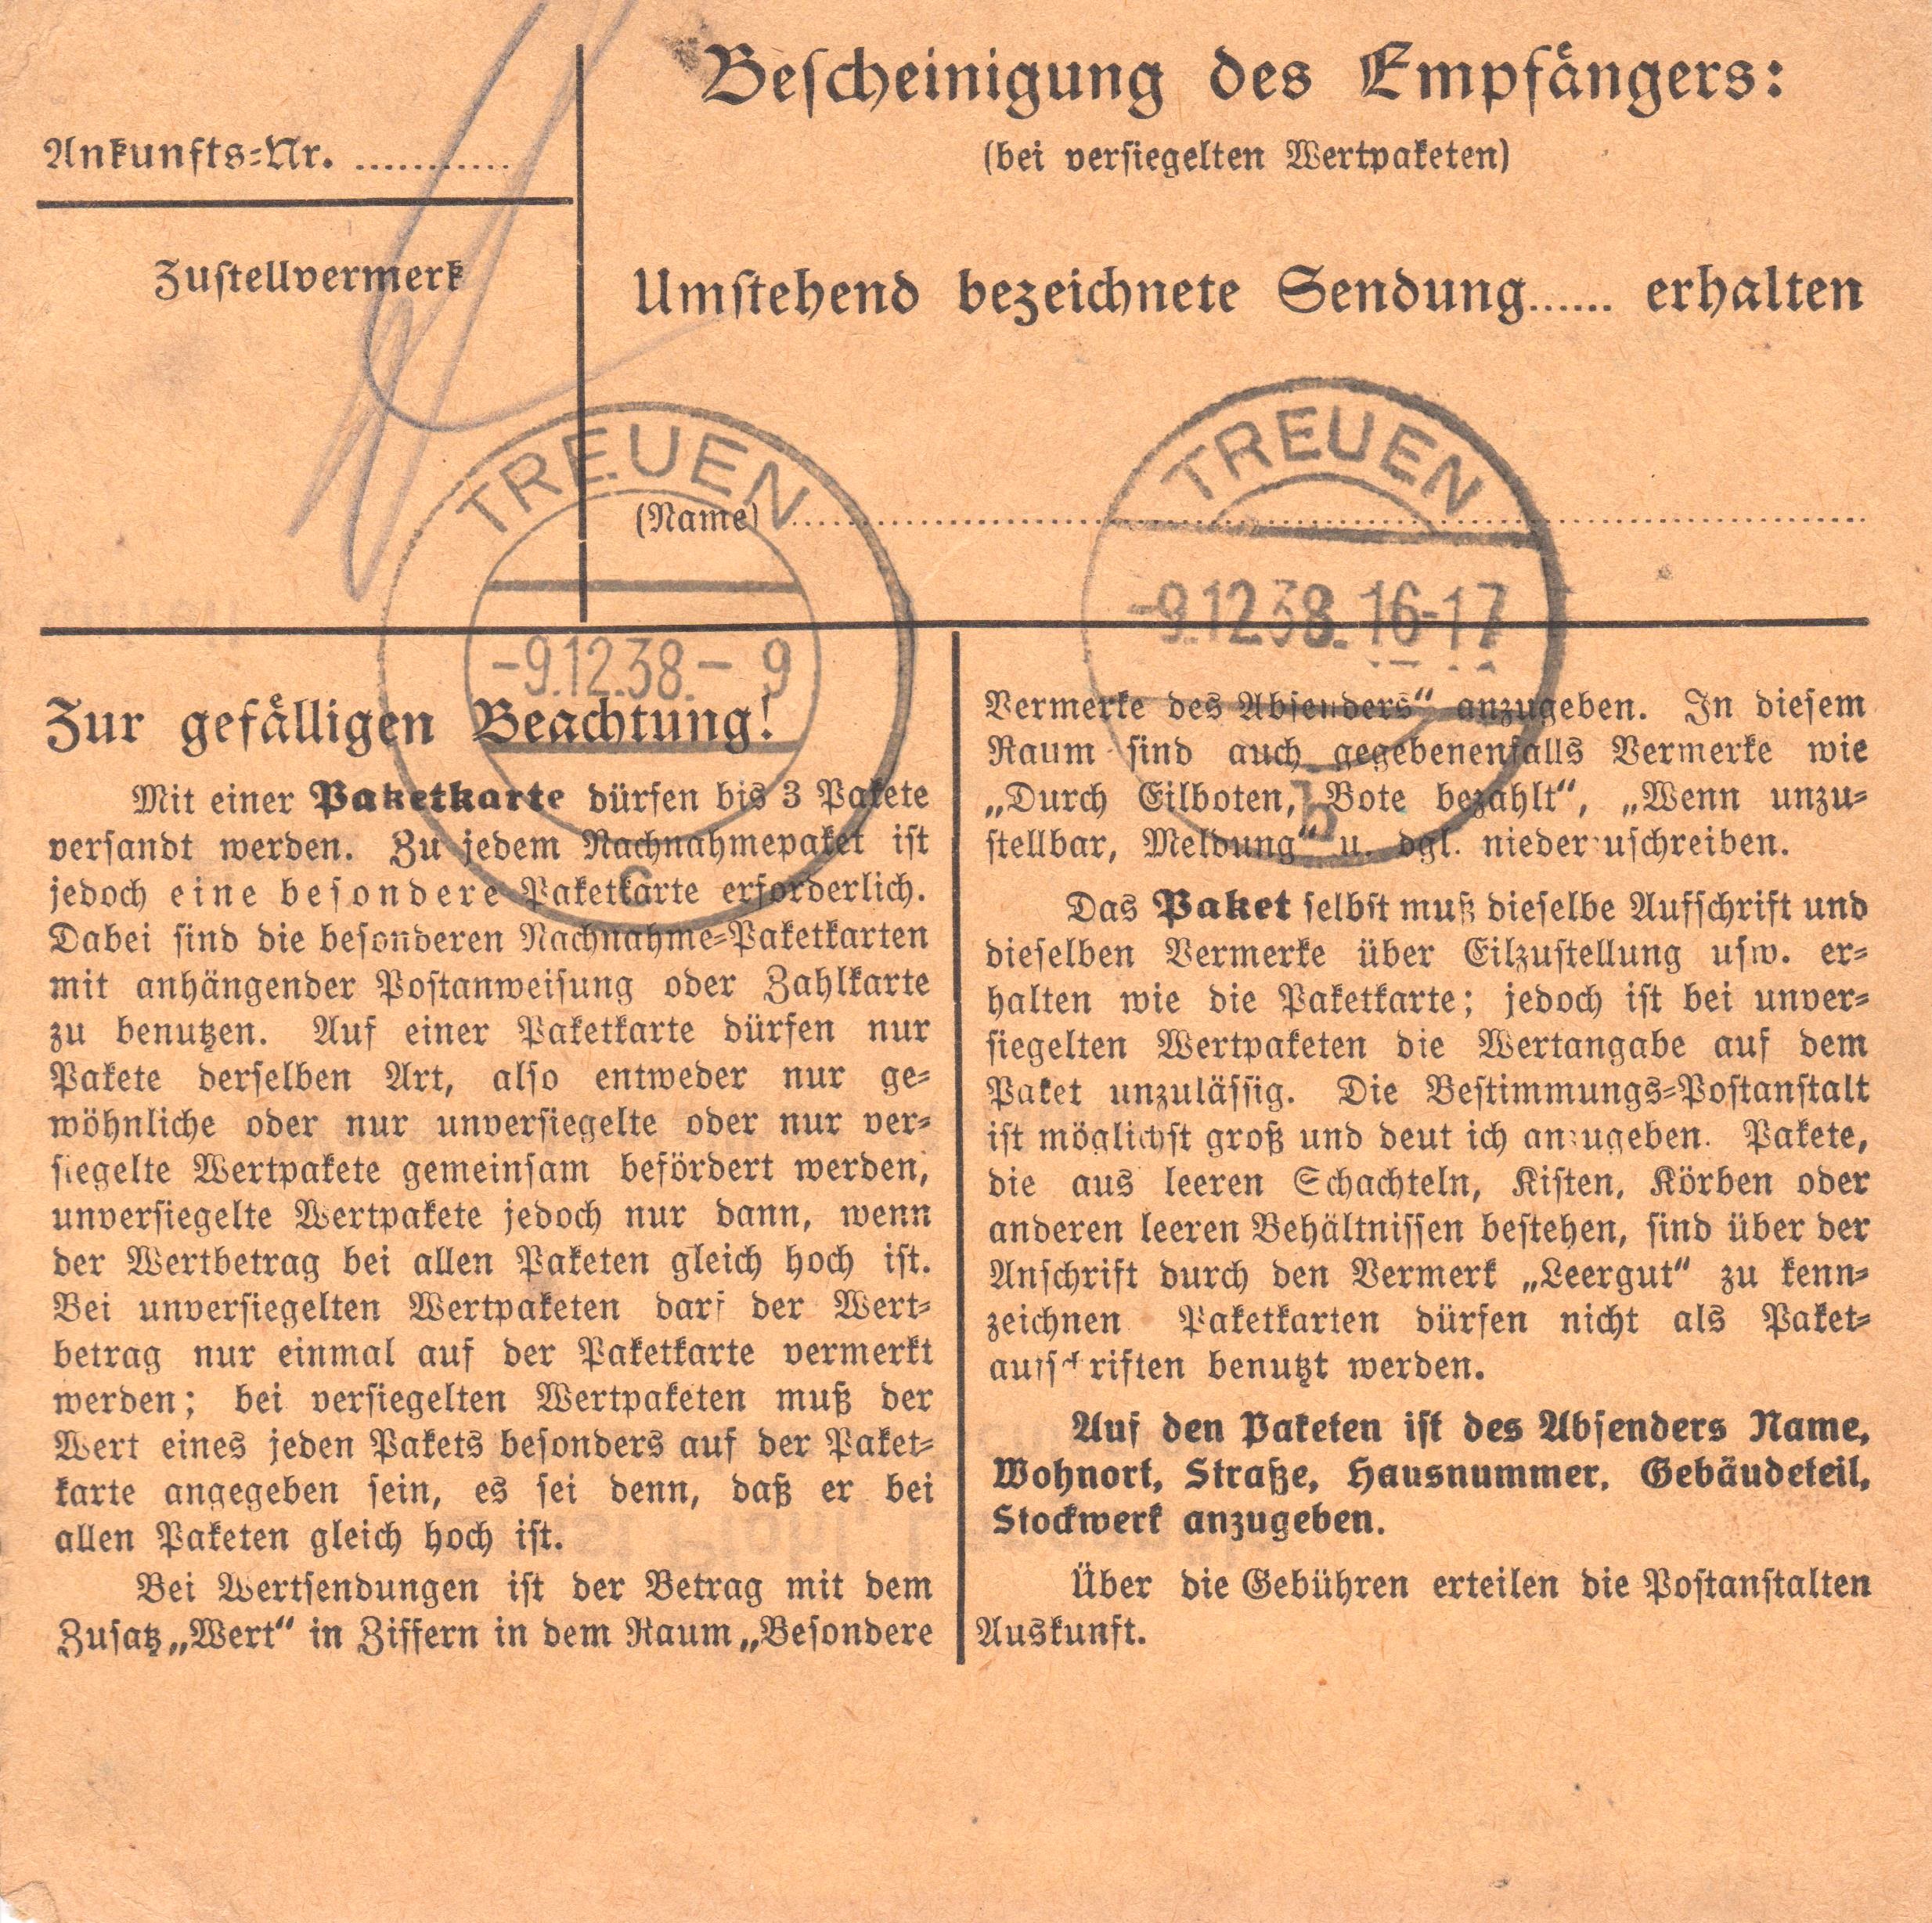 Bescheinigung des Empfängers:
(bei versiegelten Wertpaketen)
Ankunfts-Nr. ...........
Zustellvermerk
Umstehend bezeichnete Sendung...... erhalten
TREUEN
-9.12.38.- 9
c
TREUEN
-9.12.38. 16-17
b
(Name) ..........
Zur gefälligen Beachtung!
Mit einer Paketkarte dürfen bis 3 Pakete
versandt werden. Zu jedem Nachnahmepaket ist
jedoch eine besondere Paketkarte erforderlich.
Dabei sind die besonderen Nachnahme-Paketkarten
mit anhängender Postanweisung oder Zahlkarte
zu benutzen. Auf einer Paketkarte dürfen nur
Pakete derselben Art, also entweder nur ge-
wöhnliche oder nur unversiegelte oder nur ver-
siegelte Wertpakete gemeinsam befördert werden,
unversiegelte Wertpakete jedoch nur dann, wenn
der Wertbetrag bei allen Paketen gleich hoch ist.
Bei unversiegelten Wertpaketen darf der Wert-
betrag nur einmal auf der Paketkarte vermerkt
werden; bei versiegelten Wertpaketen muß der
Wert eines jeden Pakets besonders auf der Paket-
karte angegeben sein, es sei denn, daß er bei
allen Paketen gleich hoch ist.
Bei Wertsendungen ist der Betrag mit dem
Zusatz „Wert“ in Ziffern in dem Raum „Besondere
Vermerke des Absenders“ anzugeben. In diesem
Raum sind auch gegebenenfalls Vermerke wie
„Durch Eilboten, Bote bezahlt“, „Wenn unzu-
stellbar, Meldung“ u. dgl. niederzuschreiben.
Das Paket selbst muß dieselbe Aufschrift und
dieselben Vermerke über Eilzustellung usw. er-
halten wie die Paketkarte; jedoch ist bei unver-
siegelten Wertpaketen die Wertangabe auf dem
Paket unzulässig. Die Bestimmungs-Postanstalt
ist möglichst groß und deutlich anzugeben. Pakete,
die aus leeren Schachteln, Kisten, Körben oder
anderen leeren Behältnissen bestehen, sind über der
Anschrift durch den Vermerk „Leergut“ zu kenn-
zeichnen Paketkarten dürfen nicht als Paket-
aufschriften benutzt werden.
Auf den Paketen ist des Absenders Name,
Wohnort, Straße, Hausnummer, Gebäudeteil,
Stockwerk anzugeben.
Über die Gebühren erteilen die Postanstalten
Auskunft.